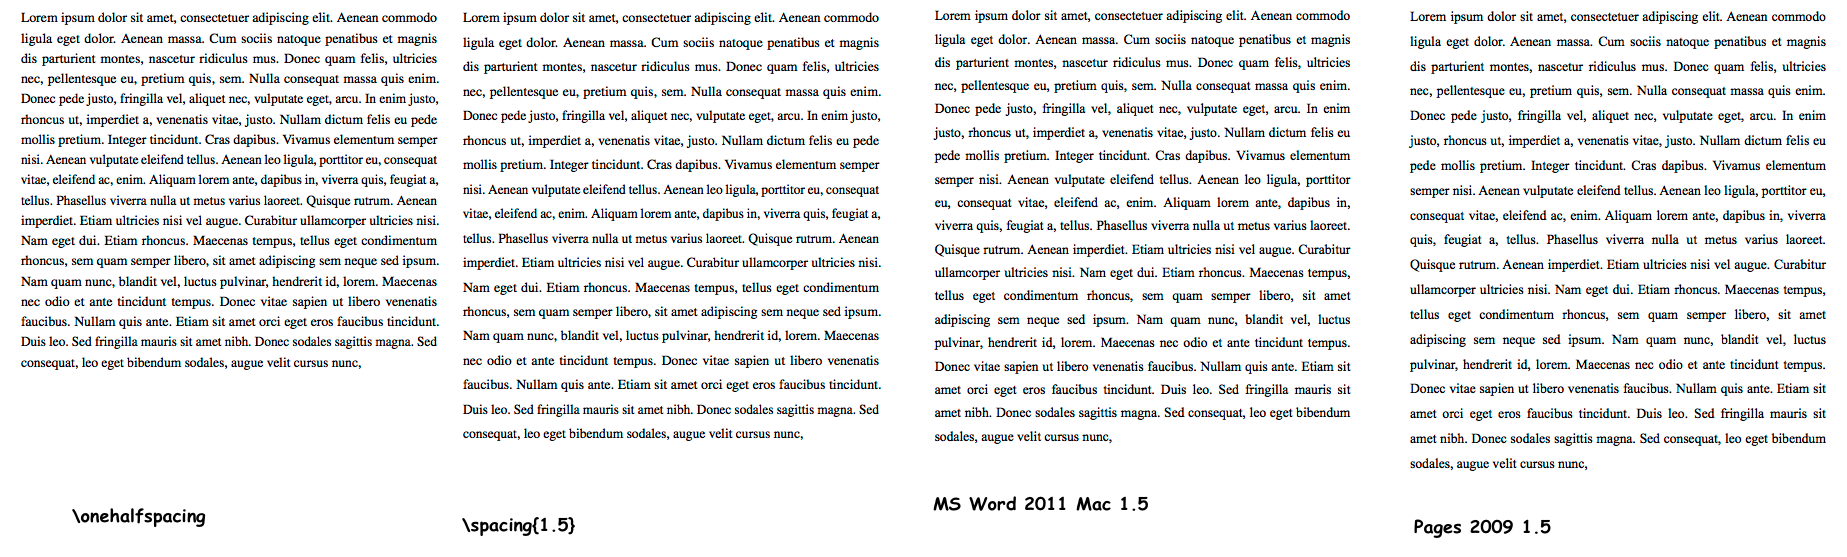 Lorem ipsum dolor sit amet, consectetuer adipiscing elit. Aenean commodo
ligula eget dolor. Aenean massa. Cum sociis natoque penatibus et magnis
dis parturient montes, nascetur ridiculus mus. Donec quam felis, ultricies
nec, pellentesque eu, pretium quis, sem. Nulla consequat massa quis enim.
Donec pede justo, fringilla vel, aliquet nec, vulputate eget, arcu. In enim justo,
rhoncus ut, imperdiet a, venenatis vitae, justo. Nullam dictum felis eu pede
mollis pretium. Integer tincidunt. Cras dapibus. Vivamus elementum semper
nisi. Aenean vulputate eleifend tellus. Aenean leo ligula, porttitor eu, consequat
vitae, eleifend ac, enim. Aliquam lorem ante, dapibus in, viverra quis, feugiat a,
tellus. Phasellus viverra nulla ut metus varius laoreet. Quisque rutrum. Aenean
imperdiet. Etiam ultricies nisi vel augue. Curabitur ullamcorper ultricies nisi.
Nam eget dui. Etiam rhoncus. Maecenas tempus, tellus eget condimentum
rhoncus, sem quam semper libero, sit amet adipiscing sem neque sed ipsum.
Nam quam nunc, blandit vel, luctus pulvinar, hendrerit id, lorem. Maecenas
nec odio et ante tincidunt tempus. Donec vitae sapien ut libero venenatis
faucibus. Nullam quis ante. Etiam sit amet orci eget eros faucibus tincidunt.
Duis leo. Sed fringilla mauris sit amet nibh. Donec sodales sagittis magna. Sed
consequat, leo eget bibendum sodales, augue velit cursus nunc,
\onehalfspacing
Lorem ipsum dolor sit amet, consectetuer adipiscing elit. Aenean commodo
ligula eget dolor. Aenean massa. Cum sociis natoque penatibus et magnis
dis parturient montes, nascetur ridiculus mus. Donec quam felis, ultricies
nec, pellentesque eu, pretium quis, sem. Nulla consequat massa quis enim.
Donec pede justo, fringilla vel, aliquet nec, vulputate eget, arcu. In enim justo,
rhoncus ut, imperdiet a, venenatis vitae, justo. Nullam dictum felis eu pede
mollis pretium. Integer tincidunt. Cras dapibus. Vivamus elementum semper
nisi. Aenean vulputate eleifend tellus. Aenean leo ligula, porttitor eu, consequat
vitae, eleifend ac, enim. Aliquam lorem ante, dapibus in, viverra quis, feugiat a,
tellus. Phasellus viverra nulla ut metus varius laoreet. Quisque rutrum. Aenean
imperdiet. Etiam ultricies nisi vel augue. Curabitur ullamcorper ultricies nisi.
Nam eget dui. Etiam rhoncus. Maecenas tempus, tellus eget condimentum
rhoncus, sem quam semper libero, sit amet adipiscing sem neque sed ipsum.
Nam quam nunc, blandit vel, luctus pulvinar, hendrerit id, lorem. Maecenas
nec odio et ante tincidunt tempus. Donec vitae sapien ut libero venenatis
faucibus. Nullam quis ante. Etiam sit amet orci eget eros faucibus tincidunt.
Duis leo. Sed fringilla mauris sit amet nibh. Donec sodales sagittis magna. Sed
consequat, leo eget bibendum sodales, augue velit cursus nunc,
\spacing{1.5}
Lorem ipsum dolor sit amet, consectetuer adipiscing elit. Aenean commodo
ligula eget dolor. Aenean massa. Cum sociis natoque penatibus et magnis
dis parturient montes, nascetur ridiculus mus. Donec quam felis, ultricies
nec, pellentesque eu, pretium quis, sem. Nulla consequat massa quis enim.
Donec pede justo, fringilla vel, aliquet nec, vulputate eget, arcu. In enim
justo, rhoncus ut, imperdiet a, venenatis vitae, justo. Nullam dictum felis eu
pede mollis pretium. Integer tincidunt. Cras dapibus. Vivamus elementum
semper nisi. Aenean vulputate eleifend tellus. Aenean leo ligula, porttitor
eu, consequat vitae, eleifend ac, enim. Aliquam lorem ante, dapibus in,
viverra quis, feugiat a, tellus. Phasellus viverra nulla ut metus varius laoreet.
Quisque rutrum. Aenean imperdiet. Etiam ultricies nisi vel augue. Curabitur
ullamcorper ultricies nisi. Nam eget dui. Etiam rhoncus. Maecenas tempus,
tellus eget condimentum rhoncus, sem quam semper libero, sit amet
adipiscing sem neque sed ipsum. Nam quam nunc, blandit vel, luctus
pulvinar, hendrerit id, lorem. Maecenas nec odio et ante tincidunt tempus.
Donec vitae sapien ut libero venenatis faucibus. Nullam quis ante. Etiam sit
amet orci eget eros faucibus tincidunt. Duis leo. Sed fringilla mauris sit
amet nibh. Donec sodales sagittis magna. Sed consequat, leo eget bibendum
sodales, augue velit cursus nunc,
MS Word 2011 Mac 1.5
Lorem ipsum dolor sit amet, consectetuer adipiscing elit. Aenean commodo
ligula eget dolor. Aenean massa. Cum sociis natoque penatibus et magnis
dis parturient montes, nascetur ridiculus mus. Donec quam felis, ultricies
nec, pellentesque eu, pretium quis, sem. Nulla consequat massa quis enim.
Donec pede justo, fringilla vel, aliquet nec, vulputate eget, arcu. In enim
justo, rhoncus ut, imperdiet a, venenatis vitae, justo. Nullam dictum felis eu
pede mollis pretium. Integer tincidunt. Cras dapibus. Vivamus elementum
semper nisi. Aenean vulputate eleifend tellus. Aenean leo ligula, porttitor eu,
consequat vitae, eleifend ac, enim. Aliquam lorem ante, dapibus in, viverra
quis, feugiat a, tellus. Phasellus viverra nulla ut metus varius laoreet.
Quisque rutrum. Aenean imperdiet. Etiam ultricies nisi vel augue. Curabitur
ullamcorper ultricies nisi. Nam eget dui. Etiam rhoncus. Maecenas tempus,
tellus eget condimentum rhoncus, sem quam semper libero, sit amet
adipiscing sem neque sed ipsum. Nam quam nunc, blandit vel, luctus
pulvinar, hendrerit id, lorem. Maecenas nec odio et ante tincidunt tempus.
Donec vitae sapien ut libero venenatis faucibus. Nullam quis ante. Etiam sit
amet orci eget eros faucibus tincidunt. Duis leo. Sed fringilla mauris sit
amet nibh. Donec sodales sagittis magna. Sed consequat, leo eget bibendum
sodales, augue velit cursus nunc,
Pages 2009 1.5